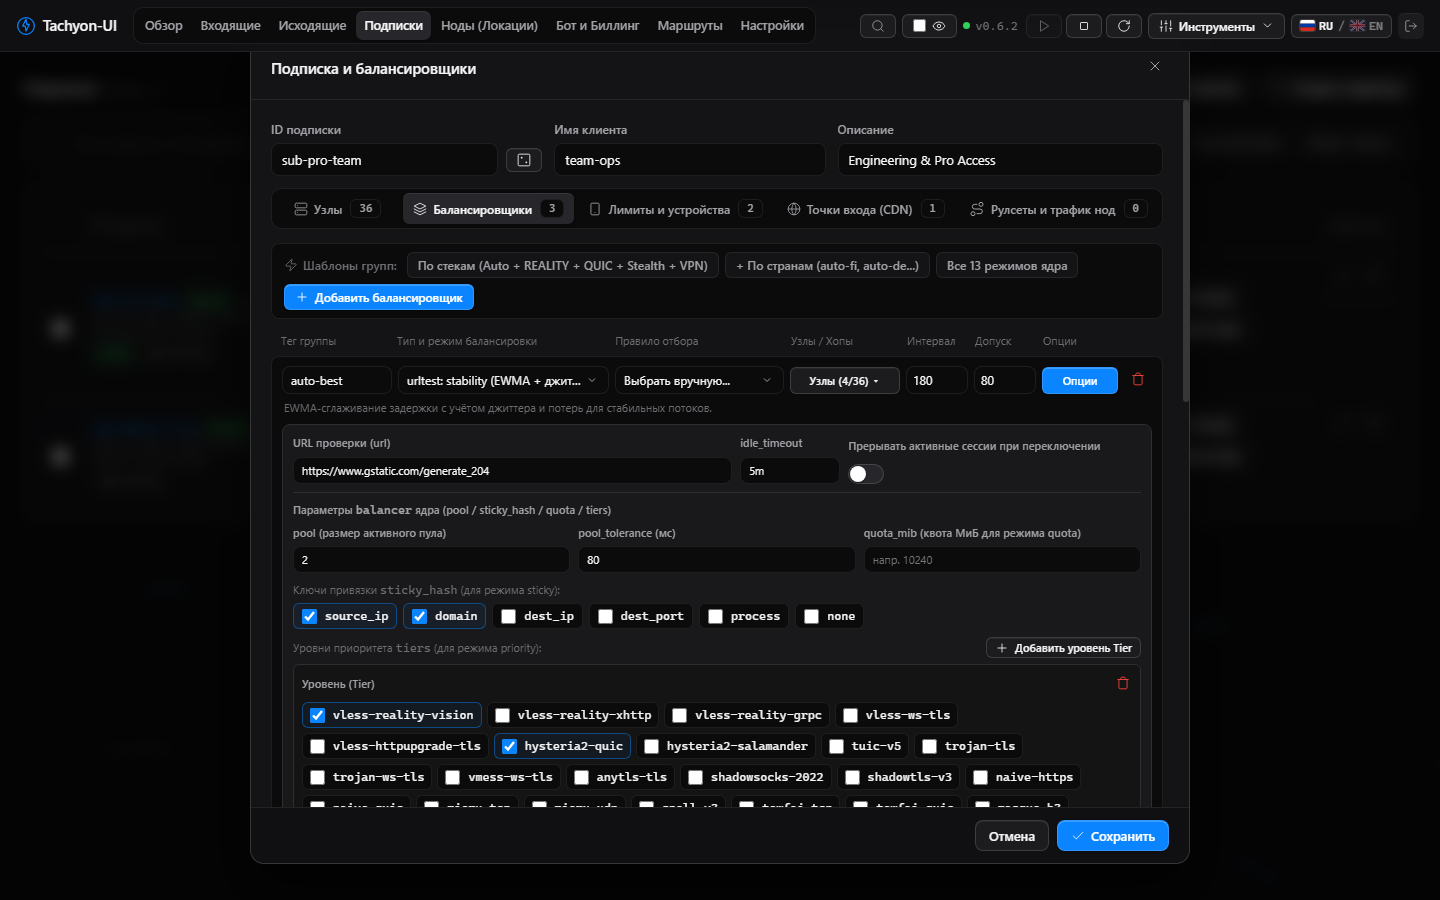 Tachyon-UI
Обзор Входящие Исходящие Подписки Ноды (Локации) Бот и Биллинг Маршруты Настройки
v0.6.2 Инструменты RU / EN
Подписка и балансировщики
ID подписки Имя клиента Описание
sub-pro-team team-ops Engineering & Pro Access
Узлы 36 Балансировщики 3 Лимиты и устройства 2 Точки входа (CDN) 1 Рулсеты и трафик нод 0
Шаблоны групп: По стекам (Auto + REALITY + QUIC + Stealth + VPN) + По странам (auto-fi, auto-de...) Все 13 режимов ядра
+ Добавить балансировщик
Тег группы Тип и режим балансировки Правило отбора Узлы / Хопы Интервал Допуск Опции
auto-best urltest: stability (EWMA + джит... Выбрать вручную... Узлы (4/36) 180 80 Опции
EWMA-сглаживание задержки с учётом джиттера и потерь для стабильных потоков.
URL проверки (url) idle_timeout Прерывать активные сессии при переключении
https://www.gstatic.com/generate_204 5m
Параметры balancer ядра (pool / sticky_hash / quota / tiers)
pool (размер активного пула) pool_tolerance (мс) quota_mib (квота МиБ для режима quota)
2 80 напр. 10240
Ключи привязки sticky_hash (для режима sticky):
source_ip domain dest_ip dest_port process none
Уровни приоритета tiers (для режима priority): + Добавить уровень Tier
Уровень (Tier)
vless-reality-vision vless-reality-xhttp vless-reality-grpc vless-ws-tls
vless-httpupgrade-tls hysteria2-quic hysteria2-salamander tuic-v5 trojan-tls
trojan-ws-tls vmess-ws-tls anytls-tls shadowsocks-2022 shadowtls-v3 naive-https
Отмена Сохранить